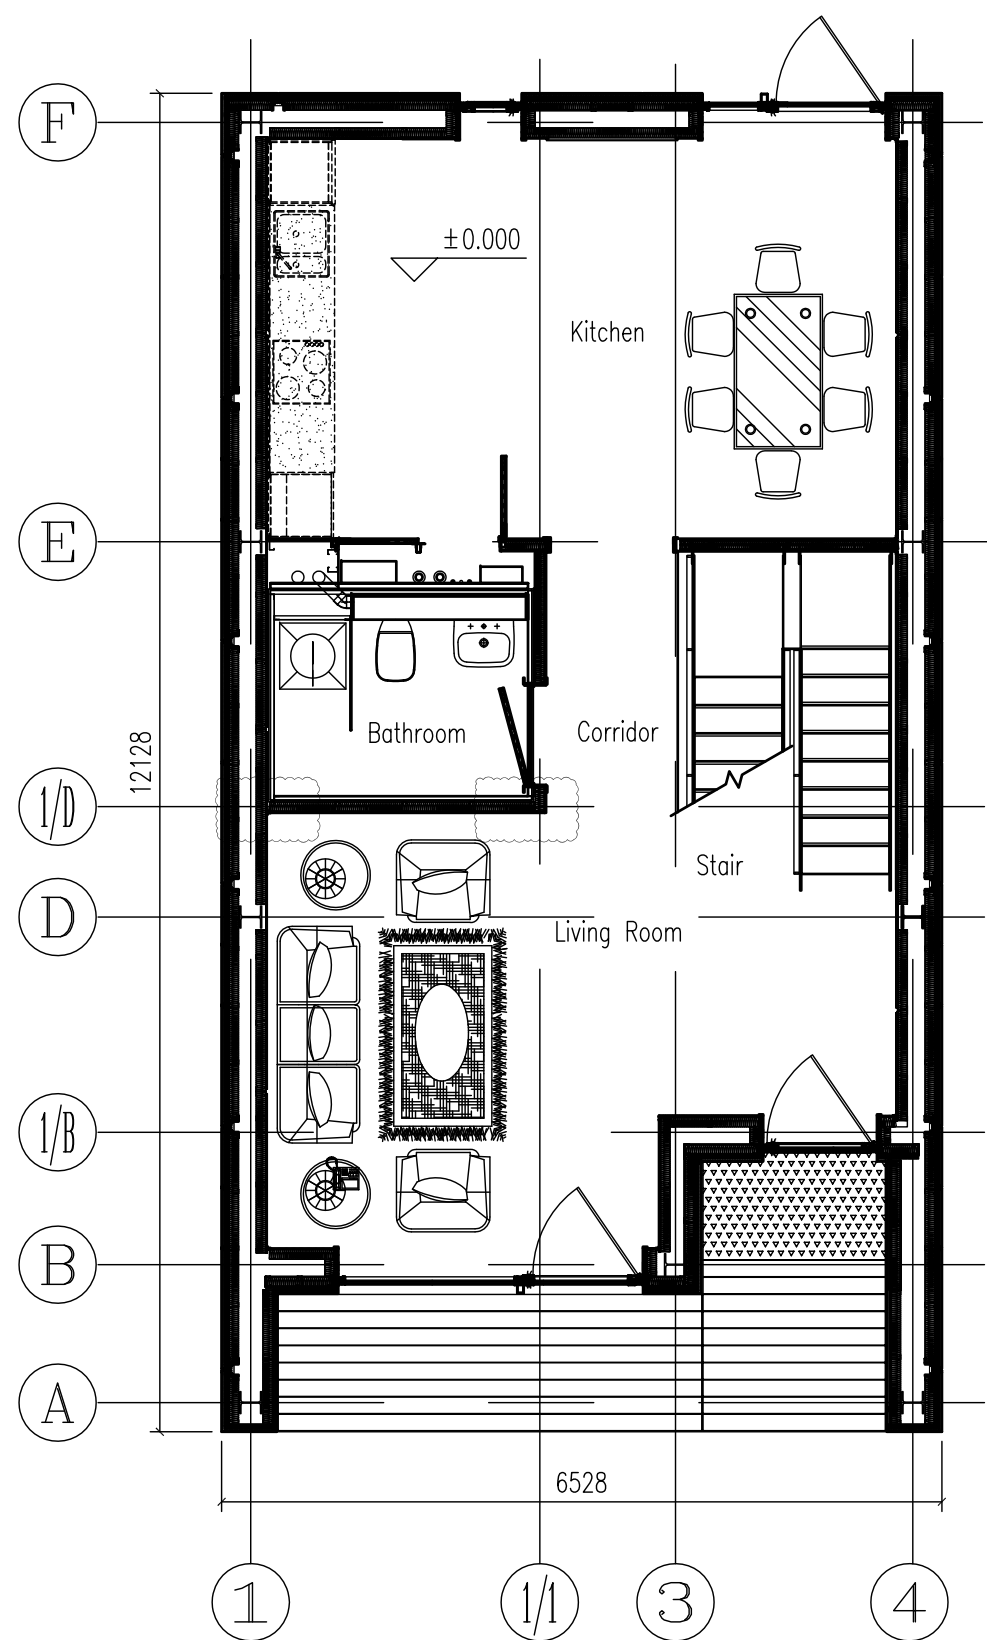 F
±0.000
Kitchen
E
12128
Bathroom
Corridor
1/D
Stair
D
Living Room
1/B
B
A
6528
1
1/1
3
4